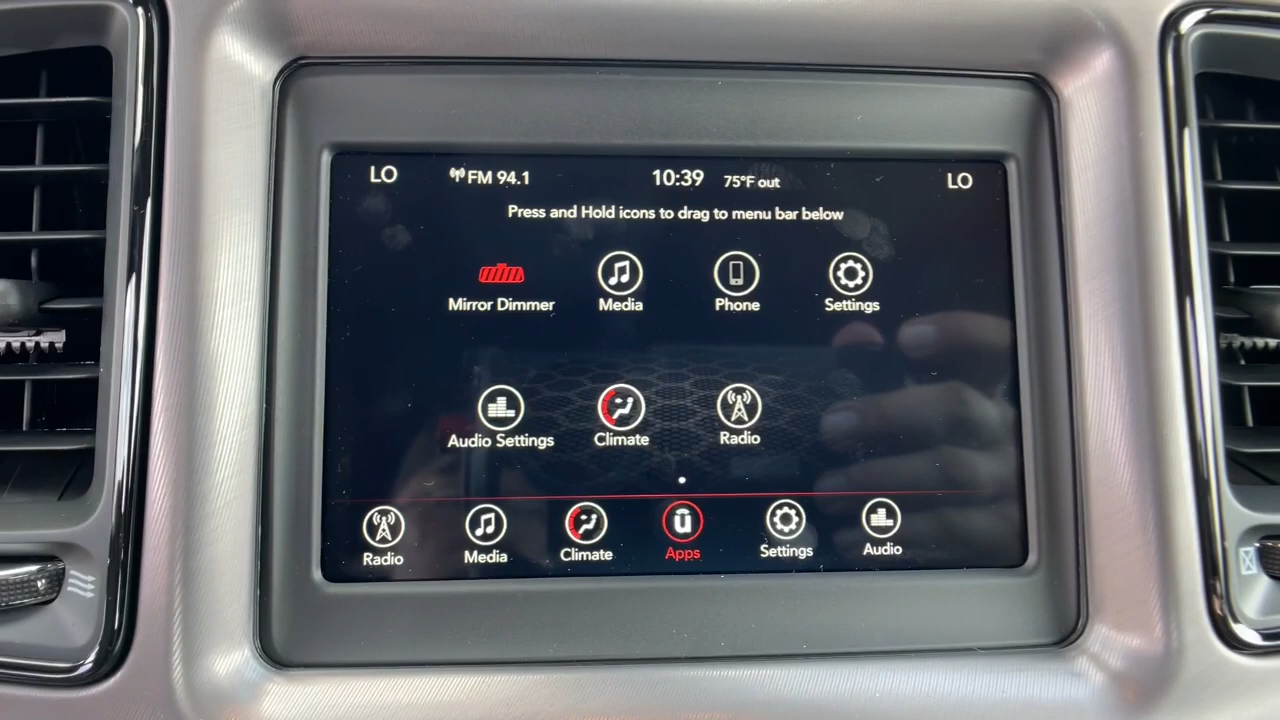 LO FM 94.1 10:39 75°F out LO
Press and Hold icons to drag to menu bar below
Mirror Dimmer Media Phone Settings
Audio Settings Climate Radio
Radio Media Climate Apps Settings Audio